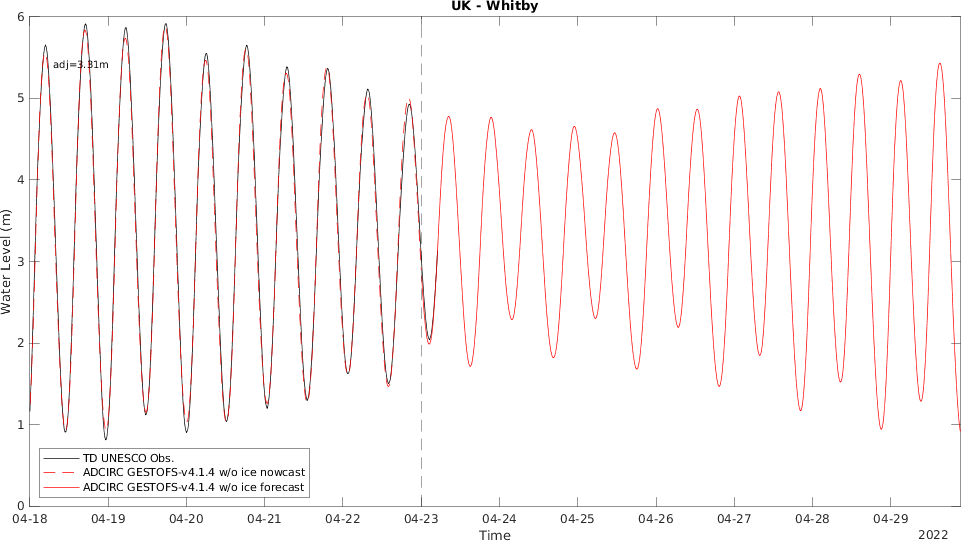 UK - Whitby
6
adj=3.31m
5
4
3
2
1
0
Water Level (m)
TD UNESCO Obs.
ADCIRC GESTOFS-v4.1.4 w/o ice nowcast
ADCIRC GESTOFS-v4.1.4 w/o ice forecast
04-18 04-19 04-20 04-21 04-22 04-23 04-24 04-25 04-26 04-27 04-28 04-29
Time
2022